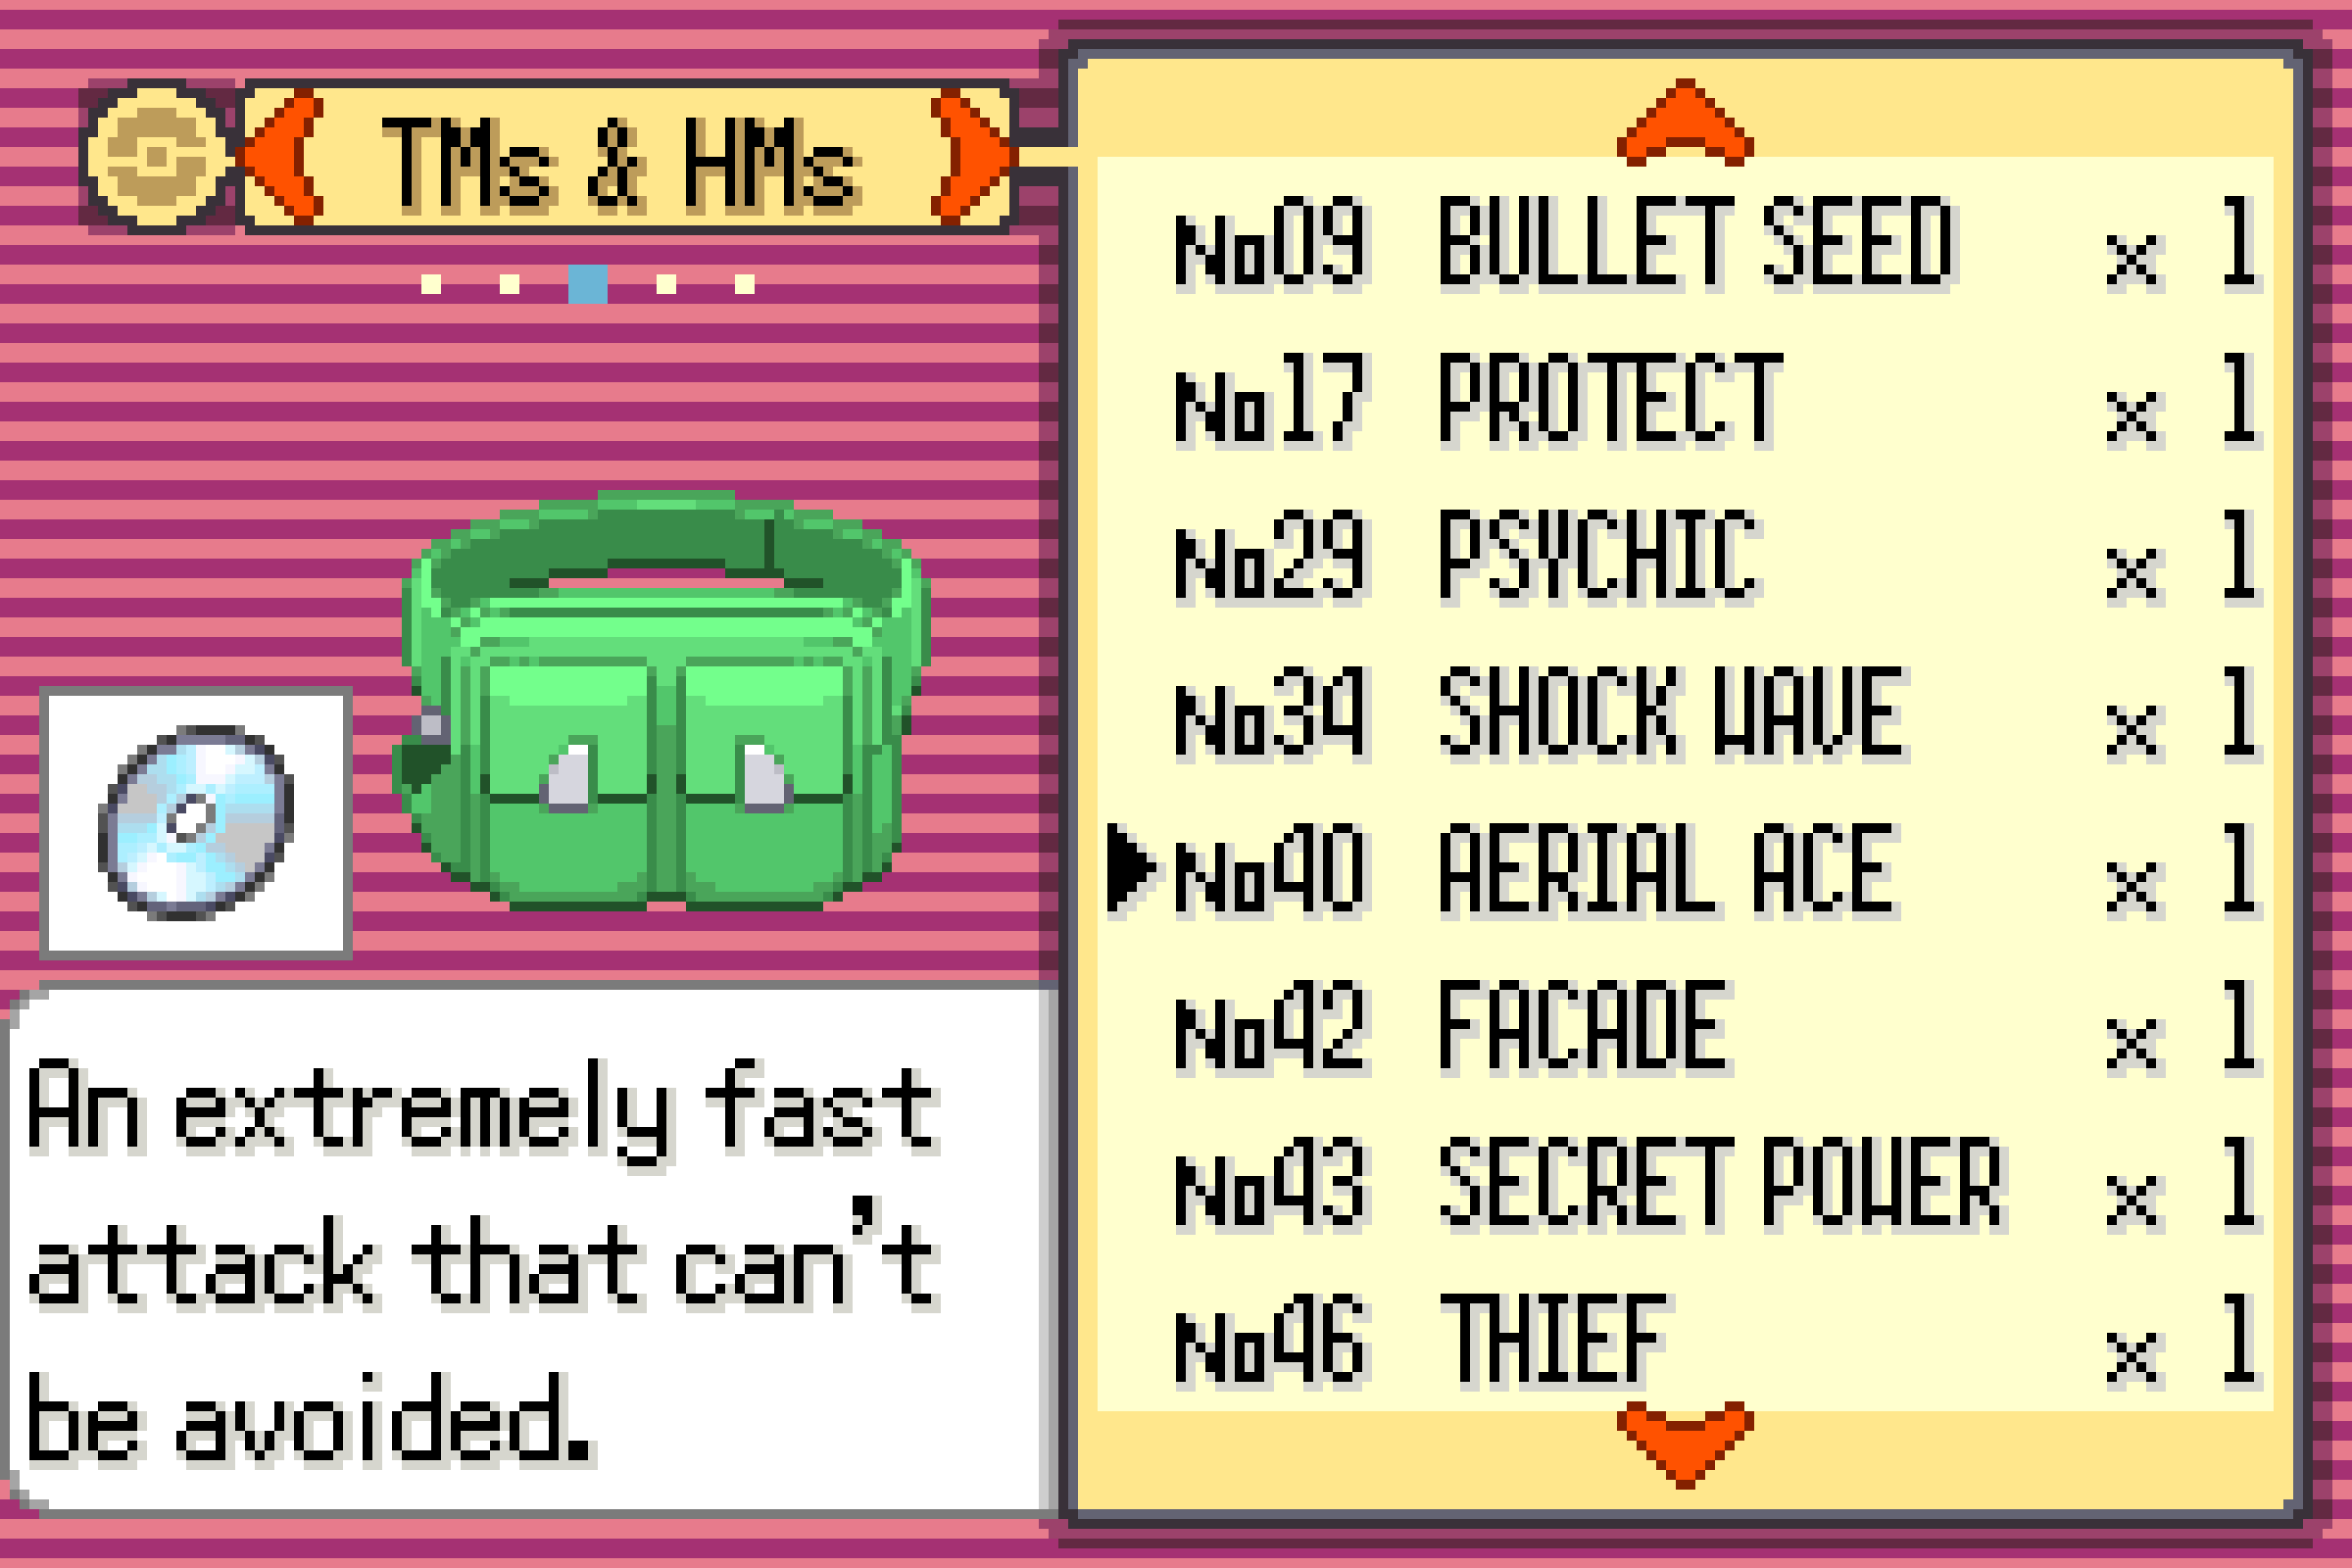 TMs & HMs
No09 BULLET SEED × 1
No17 PROTECT × 1
No29 PSYCHIC × 1
No34 SHOCK WAVE × 1
No40 AERIAL ACE × 1
No42 FACADE × 1
No43 SECRET POWER × 1
No46 THIEF × 1
An extremely fast
attack that can't
be avoided.